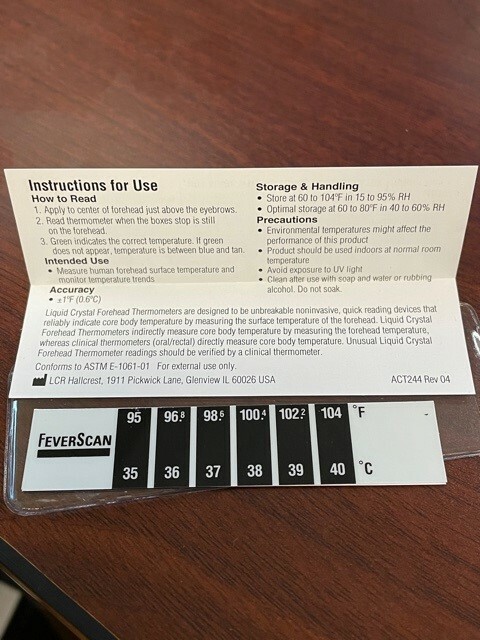 Instructions for Use
How to Read
1. Apply to center of forehead just above the eyebrows.
2. Read thermometer when the boxes stop is still
on the forehead.
3. Green indicates the correct temperature. If green
does not appear, temperature is between blue and tan.
Intended Use
• Measure human forehead surface temperature and
monitor temperature trends
Accuracy
• ±1°F (0.6°C)
Storage & Handling
• Store at 60 to 104°F in 15 to 95% RH
• Optimal storage at 60 to 80°F in 40 to 60% RH
Precautions
• Environmental temperatures might affect the
performance of this product
• Product should be used indoors at normal room
temperature
• Avoid exposure to UV light
• Clean after use with soap and water or rubbing
alcohol. Do not soak.
Liquid Crystal Forehead Thermometers are designed to be unbreakable noninvasive, quick reading devices that
reliably indicate core body temperature by measuring the surface temperature of the forehead. Liquid Crystal
Forehead Thermometers indirectly measure core body temperature by measuring the forehead temperature,
whereas clinical thermometers (oral/rectal) directly measure core body temperature. Unusual Liquid Crystal
Forehead Thermometer readings should be verified by a clinical thermometer.
Conforms to ASTM E-1061-01 For external use only.
LCR Hallcrest, 1911 Pickwick Lane, Glenview IL 60026 USA ACT244 Rev 04
95 96.8 98.6 100.4 102.2 104 °F
FEVERSCAN
35 36 37 38 39 40 °C